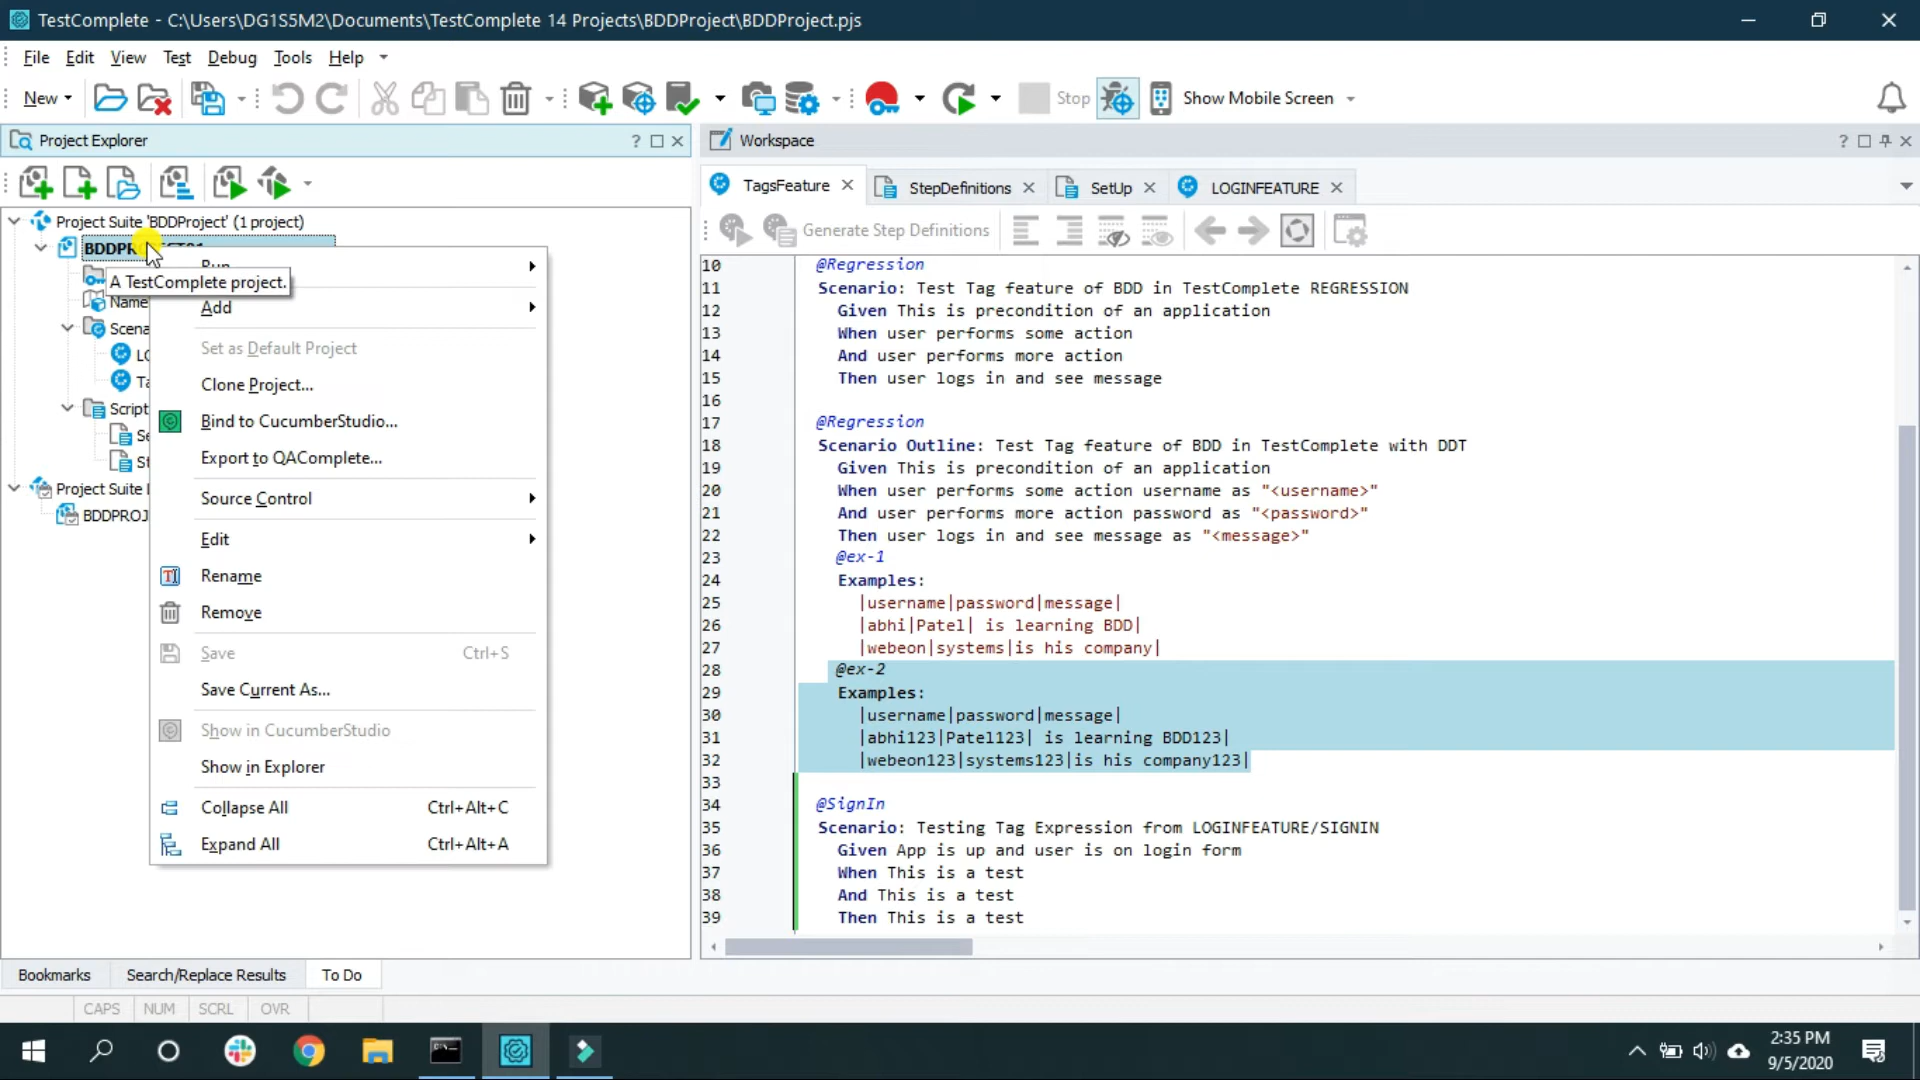 TestComplete - C:\Users\DG1S5M2\Documents\TestComplete 14 Projects\BDDProject\BDDProject.pjs
File Edit View Test Debug Tools Help
New Stop Show Mobile Screen
Project Explorer
Workspace
TagsFeature StepDefinitions SetUp LOGINFEATURE
Generate Step Definitions
Project Suite 'BDDProject' (1 project)
A TestComplete project.
Project Suite
Run
Add
Set as Default Project
Clone Project...
Bind to CucumberStudio...
Export to QAComplete...
Source Control
Edit
Rename
Remove
Save Ctrl+S
Save Current As...
Show in CucumberStudio
Show in Explorer
Collapse All Ctrl+Alt+C
Expand All Ctrl+Alt+A
10 @Regression
11 Scenario: Test Tag feature of BDD in TestComplete REGRESSION
12 Given This is precondition of an application
13 When user performs some action
14 And user performs more action
15 Then user logs in and see message
16
17 @Regression
18 Scenario Outline: Test Tag feature of BDD in TestComplete with DDT
19 Given This is precondition of an application
20 When user performs some action username as "<username>"
21 And user performs more action password as "<password>"
22 Then user logs in and see message as "<message>"
23 @ex-1
24 Examples:
25 |username|password|message|
26 |abhi|Patel| is learning BDD|
27 |webeon|systems|is his company|
28 @ex-2
29 Examples:
30 |username|password|message|
31 |abhi123|Patel123| is learning BDD123|
32 |webeon123|systems123|is his company123|
33
34 @SignIn
35 Scenario: Testing Tag Expression from LOGINFEATURE/SIGNIN
36 Given App is up and user is on login form
37 When This is a test
38 And This is a test
39 Then This is a test
Bookmarks Search/Replace Results To Do
CAPS NUM SCRL OVR
2:35 PM
9/5/2020